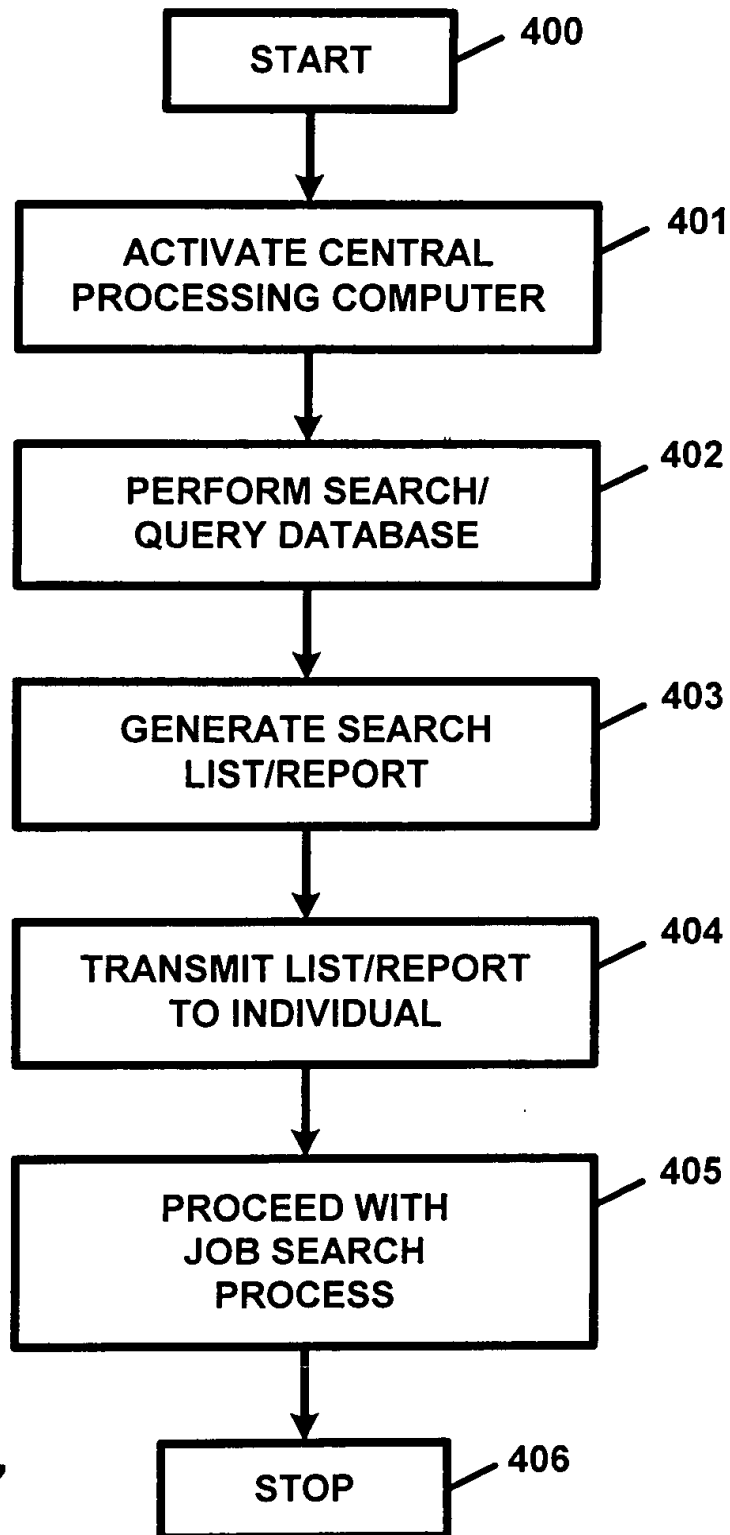 START
400
ACTIVATE CENTRAL
PROCESSING COMPUTER
401
PERFORM SEARCH/
QUERY DATABASE
402
GENERATE SEARCH
LIST/REPORT
403
TRANSMIT LIST/REPORT
TO INDIVIDUAL
404
PROCEED WITH
JOB SEARCH
PROCESS
405
STOP
406